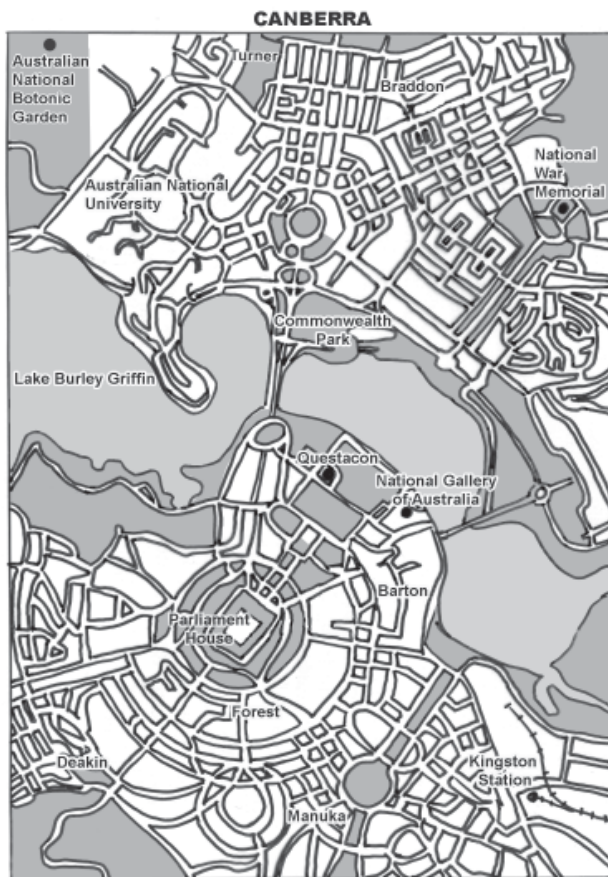 CANBERRA
Australian
National
Botonic
Garden
Turner
Braddon
National
War
Memorial
Australian National
University
Commonwealth
Park
Lake Burley Griffin
Questacon
National Gallery
of Australia
Barton
Parliament
House
Forest
Deakin
Kingston
Station
Manuka